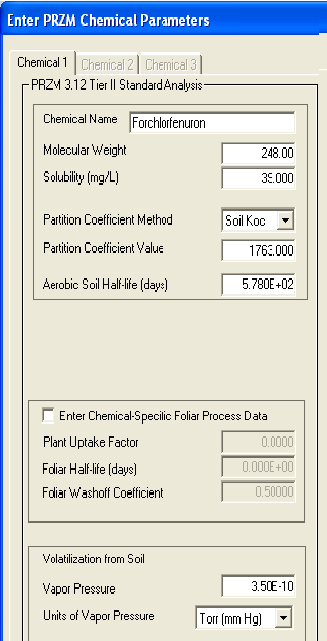 Enter PRZM Chemical Parameters
Chemical 1 Chemical 2 Chemical 3
PRZM 3.12 Tier II Standard Analysis
Chemical Name Forchlorfenuron
Molecular Weight 248.00
Solubility (mg/L) 39.000
Partition Coefficient Method Soil Koc
Partition Coefficient Value
Aerobic Soil Half-life (days) 5.780E+02
Enter Chemical-Specific Foliar Process Data
Plant Uptake Factor 0.0000
Foliar Half-life (days) 0.000E+00
Foliar Washoff Coefficient 0.50000
Volatilization from Soil
Vapor Pressure 3.50E-10
Units of Vapor Pressure Torr (mm Hg)